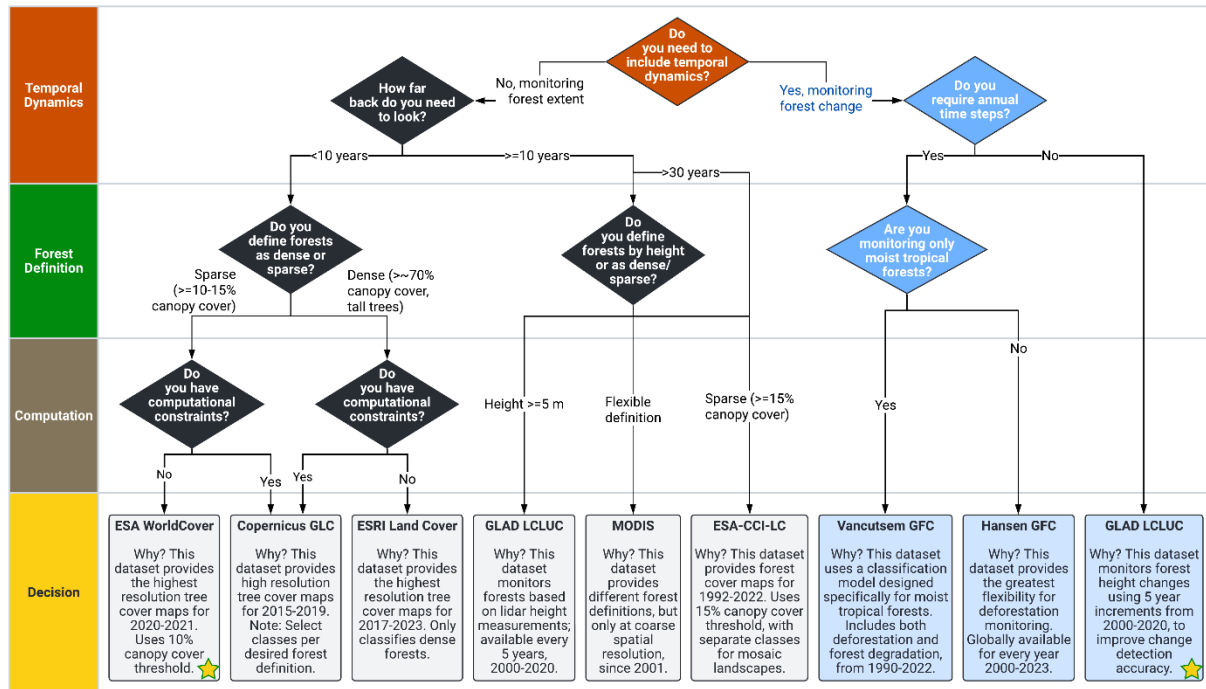 Temporal
Dynamics
Do
you need to
include temporal
dynamics?
No, monitoring
forest extent
Yes, monitoring
forest change
How far
back do you need
to look?
Do you
require annual
time steps?
<10 years
>=10 years
>30 years
Yes
No
Forest
Definition
Do you
define forests
as dense or
sparse?
Do
you define
forests by height
or as dense/
sparse?
Are you
monitoring only
moist tropical
forests?
Sparse
(>=10-15%
canopy cover)
Dense (>~70%
canopy cover,
tall trees)
Computation
Do
you have
computational
constraints?
Do
you have
computational
constraints?
Height >=5 m
Flexible
definition
Sparse (>=15%
canopy cover)
Yes
No
No
Yes
Yes
No
Decision
ESA WorldCover
Why? This
dataset provides
the highest
resolution tree
cover maps for
2020-2021.
Uses 10%
canopy cover
threshold.
Copernicus GLC
Why? This
dataset provides
high resolution
tree cover maps
for 2015-2019.
Note: Select
classes per
desired forest
definition.
ESRI Land Cover
Why? This
dataset provides
the highest
resolution tree
cover maps for
2017-2023. Only
classifies dense
forests.
GLAD LCLUC
Why? This
dataset
monitors
forests based
on lidar height
measurements;
available every
5 years,
2000-2020.
MODIS
Why? This
dataset
provides
different forest
definitions, but
only at coarse
spatial
resolution,
since 2001.
ESA-CCI-LC
Why? This dataset
provides forest
cover maps for
1992-2022. Uses
15% canopy cover
threshold, with
separate classes
for mosaic
landscapes.
Vancutsem GFC
Why? This dataset
uses a classification
model designed
specifically for moist
tropical forests.
Includes both
deforestation and
forest degradation,
from 1990-2022.
Hansen GFC
Why? This
dataset provides
the greatest
flexibility for
deforestation
monitoring.
Globally available
for every year
2000-2023.
GLAD LCLUC
Why? This dataset
monitors forest
height changes
using 5 year
increments from
2000-2020, to
improve change
detection
accuracy.